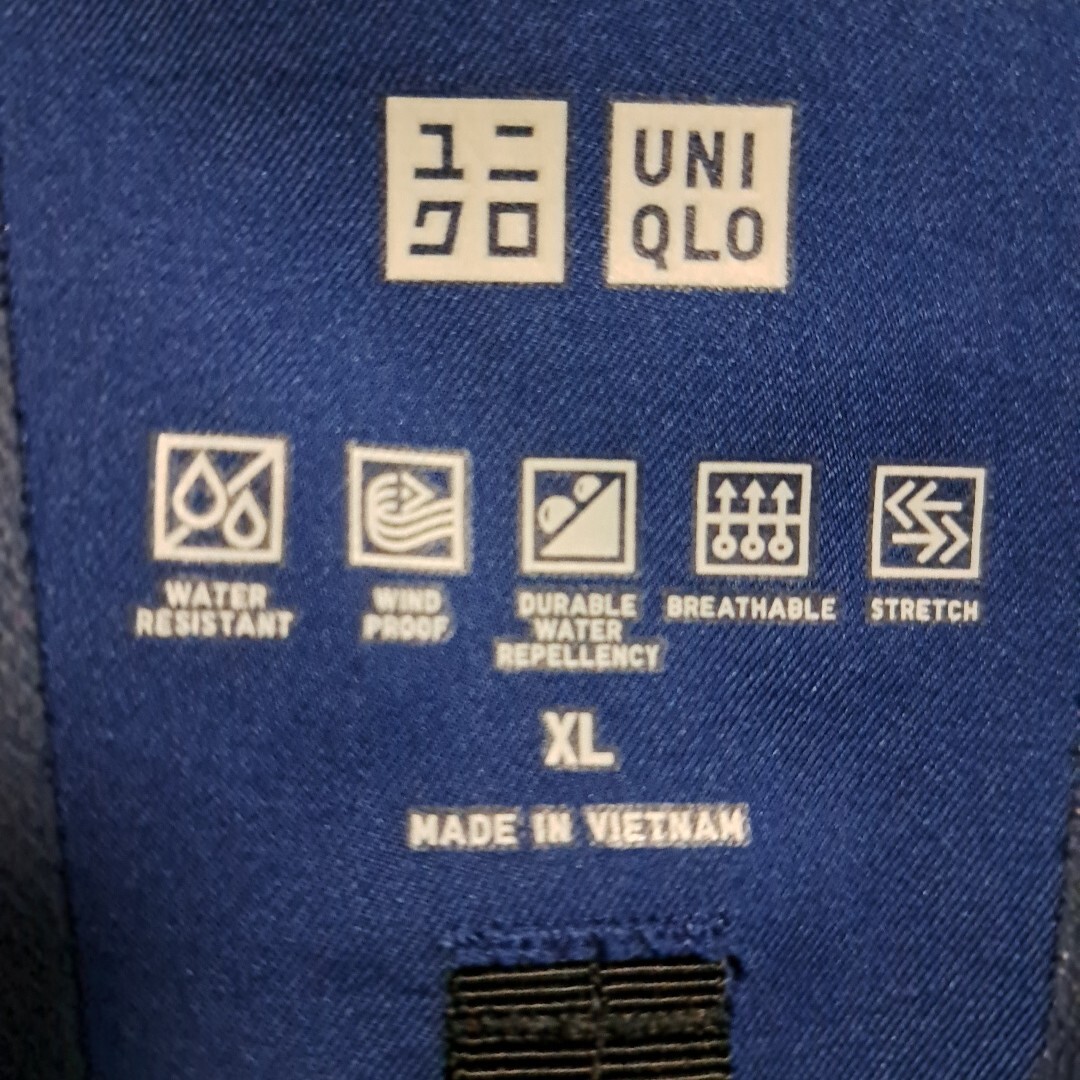 ユニ
クロ
UNI
QLO
WATER
RESISTANT
WIND
PROOF
DURABLE
WATER
REPELLENCY
BREATHABLE
STRETCH
XL
MADE IN VIETNAM